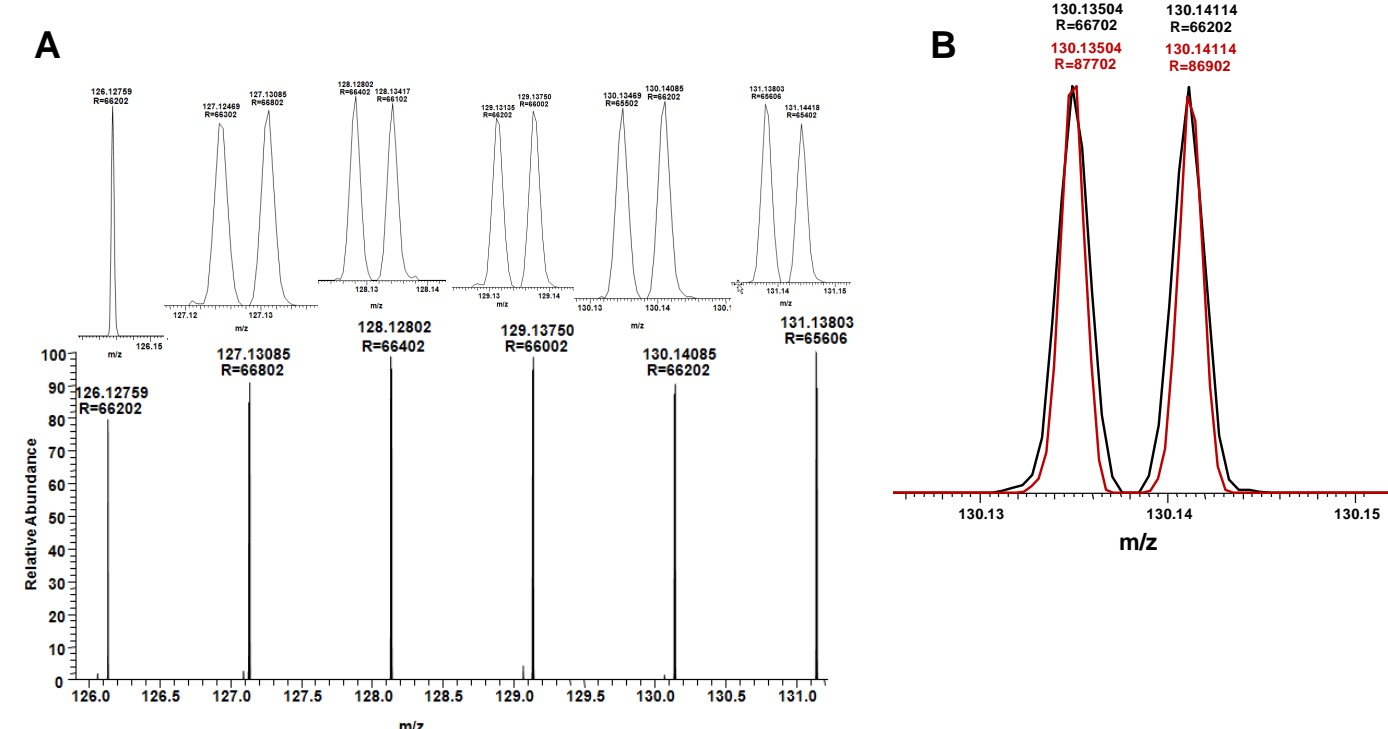 A
126.12759
R=66202
126.15
m/z
127.12469
R=66302
127.13085
R=66802
127.12
127.13
m/z
128.12802
R=66402
128.13417
R=66102
128.13
128.14
m/z
129.13135
R=66202
129.13750
R=66002
129.13
129.14
m/z
130.13469
R=65502
130.14085
R=66202
130.13
130.14
130.1
m/z
131.13803
R=65606
131.14418
R=65402
131.14
131.15
m/z
126.12759
R=66202
127.13085
R=66802
128.12802
R=66402
129.13750
R=66002
130.14085
R=66202
131.13803
R=65606
Relative Abundance
100
90
80
70
60
50
40
30
20
10
0
126.0
126.5
127.0
127.5
128.0
128.5
129.0
129.5
130.0
130.5
131.0
m/z
B
130.13504
R=66702
130.14114
R=66202
130.13504
R=87702
130.14114
R=86902
130.13
130.14
130.15
m/z